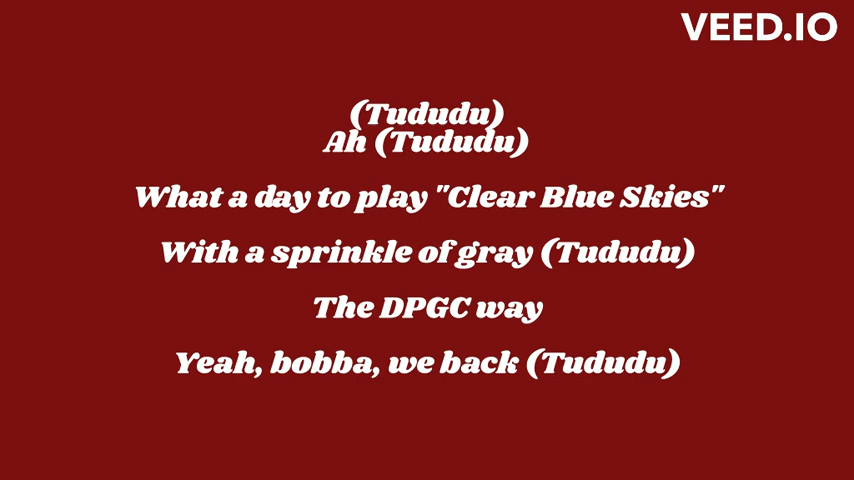 VEED.IO
(Tududu)
Ah (Tududu)
What a day to play "Clear Blue Skies"
With a sprinkle of gray (Tududu)
The DPGC way
Yeah, bobba, we back (Tududu)